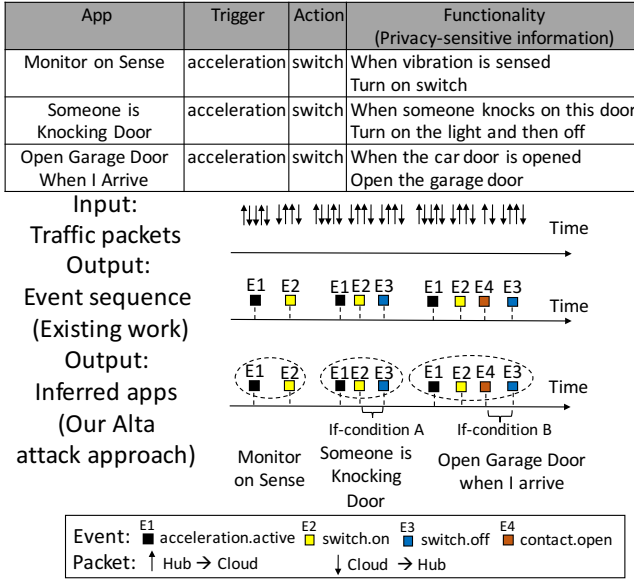 App Trigger Action Functionality
(Privacy-sensitive information)
Monitor on Sense acceleration switch When vibration is sensed
Turn on switch
Someone is acceleration switch When someone knocks on this door
Knocking Door Turn on the light and then off
Open Garage Door acceleration switch When the car door is opened
When I Arrive Open the garage door
Input:
Traffic packets
Time
Output:
Event sequence
(Existing work)
E1 E2 E1 E2 E3 E1 E2 E4 E3
Time
Output:
Inferred apps
(Our Alta
attack approach)
E1 E2 E1 E2 E3 E1 E2 E4 E3
Time
If-condition A If-condition B
Monitor
on Sense
Someone is
Knocking
Door
Open Garage Door
when I arrive
E1 E2 E3 E4
Event: acceleration.active switch.on switch.off contact.open
Packet: Hub → Cloud Cloud → Hub